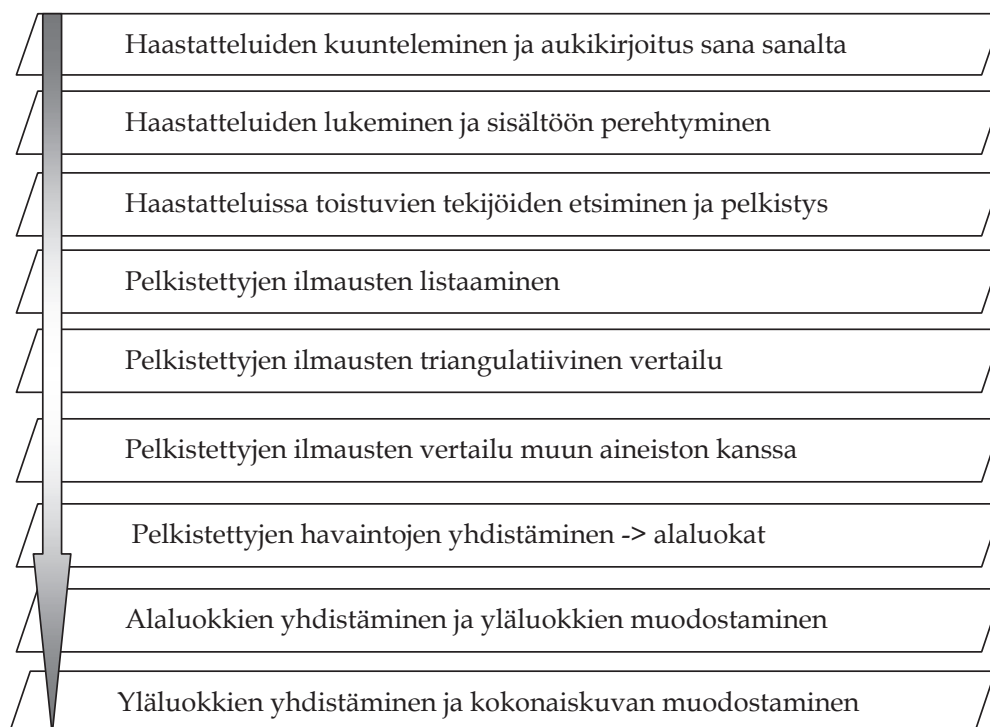 Haastatteluiden kuunteleminen ja aukikirjoitus sana sanalta
Haastatteluiden lukeminen ja sisältöön perehtyminen
Haastatteluissa toistuvien tekijöiden etsiminen ja pelkistys
Pelkistettyjen ilmausten listaaminen
Pelkistettyjen ilmausten triangulatiivinen vertailu
Pelkistettyjen ilmausten vertailu muun aineiston kanssa
Pelkistettyjen havaintojen yhdistäminen -> alaluokat
Alaluokkien yhdistäminen ja yläluokkien muodostaminen
Yläluokkien yhdistäminen ja kokonaiskuvan muodostaminen